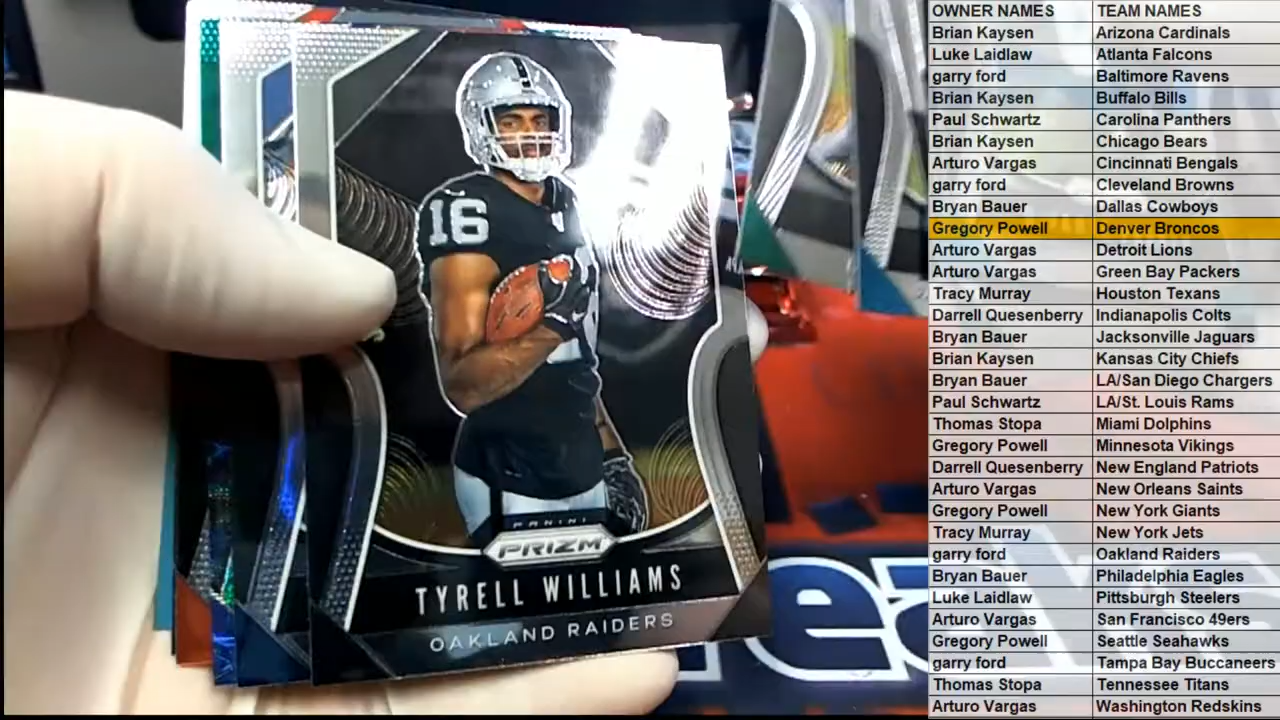 16
PANINI
PRIZM
TYRELL WILLIAMS
OAKLAND RAIDERS
OWNER NAMES TEAM NAMES
Brian Kaysen Arizona Cardinals
Luke Laidlaw Atlanta Falcons
garry ford Baltimore Ravens
Brian Kaysen Buffalo Bills
Paul Schwartz Carolina Panthers
Brian Kaysen Chicago Bears
Arturo Vargas Cincinnati Bengals
garry ford Cleveland Browns
Bryan Bauer Dallas Cowboys
Gregory Powell Denver Broncos
Arturo Vargas Detroit Lions
Arturo Vargas Green Bay Packers
Tracy Murray Houston Texans
Darrell Quesenberry Indianapolis Colts
Bryan Bauer Jacksonville Jaguars
Brian Kaysen Kansas City Chiefs
Bryan Bauer LA/San Diego Chargers
Paul Schwartz LA/St. Louis Rams
Thomas Stopa Miami Dolphins
Gregory Powell Minnesota Vikings
Darrell Quesenberry New England Patriots
Arturo Vargas New Orleans Saints
Gregory Powell New York Giants
Tracy Murray New York Jets
garry ford Oakland Raiders
Bryan Bauer Philadelphia Eagles
Luke Laidlaw Pittsburgh Steelers
Arturo Vargas San Francisco 49ers
Gregory Powell Seattle Seahawks
garry ford Tampa Bay Buccaneers
Thomas Stopa Tennessee Titans
Arturo Vargas Washington Redskins